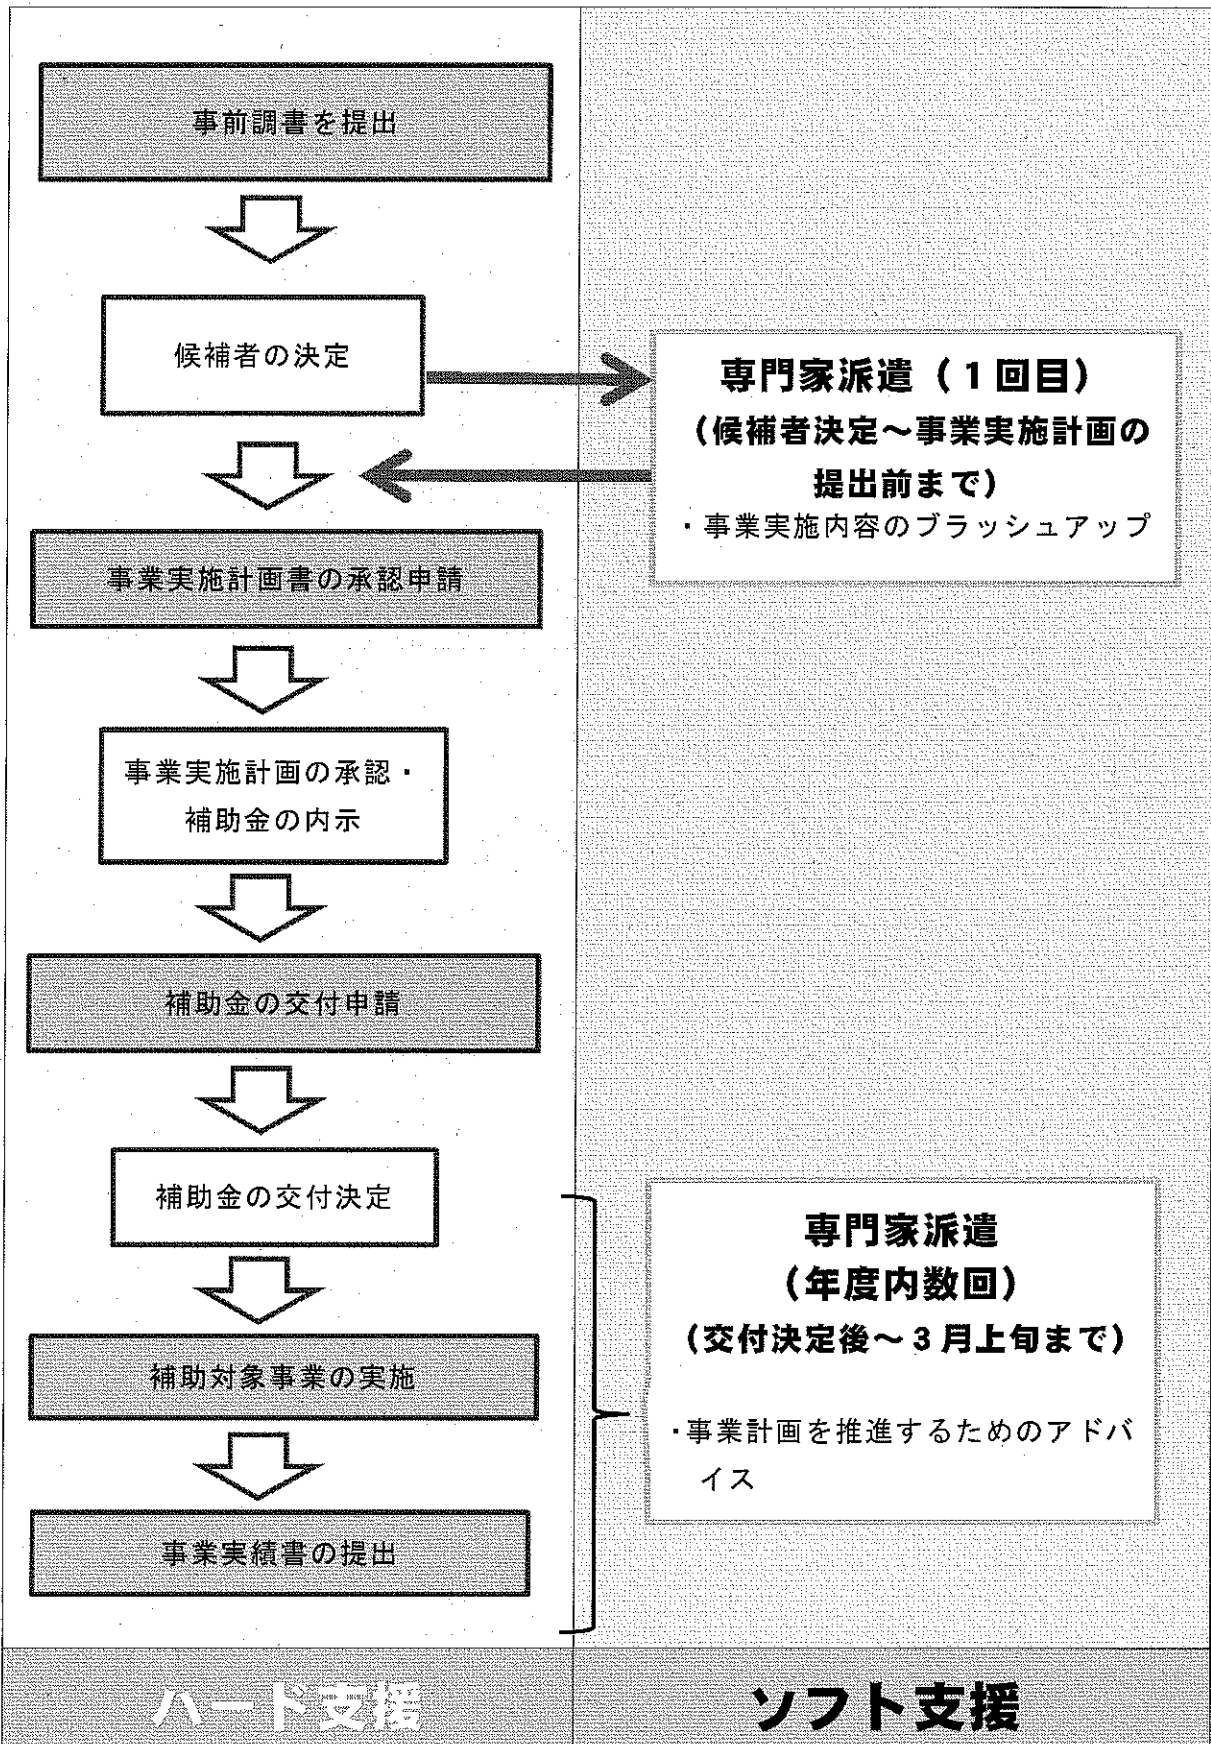 事前調書を提出
候補者の決定
専門家派遣（１回目）
（候補者決定～事業実施計画の
提出前まで）
・事業実施内容のブラッシュアップ
事業実施計画書の承認申請
事業実施計画の承認・
補助金の内示
補助金の交付申請
補助金の交付決定
専門家派遣
（年度内数回）
（交付決定後～３月上旬まで）
・事業計画を推進するためのアドバ
イス
補助対象事業の実施
事業実績書の提出
ハード支援
ソフト支援